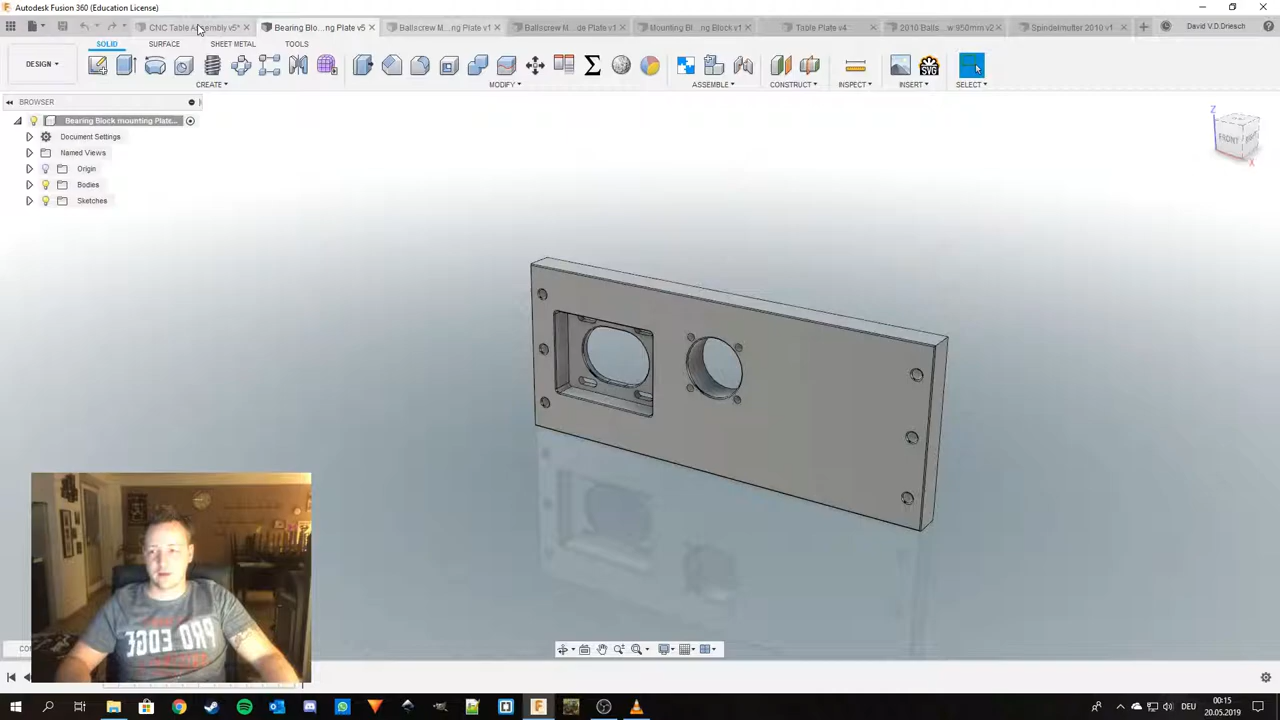 Autodesk Fusion 360 (Education License)
CNC Table Assembly v5*
Bearing Blo...ng Plate v5
Ballscrew M...ng Plate v1
Ballscrew M...de Plate v1
Mounting Bl...ng Block v1
Table Plate v4
2010 Balls...w:950mm v2
Spindelmutter 2010 v1
David V.D.Driesch
SOLID SURFACE SHEET METAL TOOLS
DESIGN
CREATE MODIFY ASSEMBLE CONSTRUCT INSPECT INSERT SELECT
SVG
BROWSER
Bearing Block mounting Plate...
Document Settings
Named Views
Origin
Bodies
Sketches
Z
FRONT
X
PRO EDGE
DEU
00:15
20.05.2019